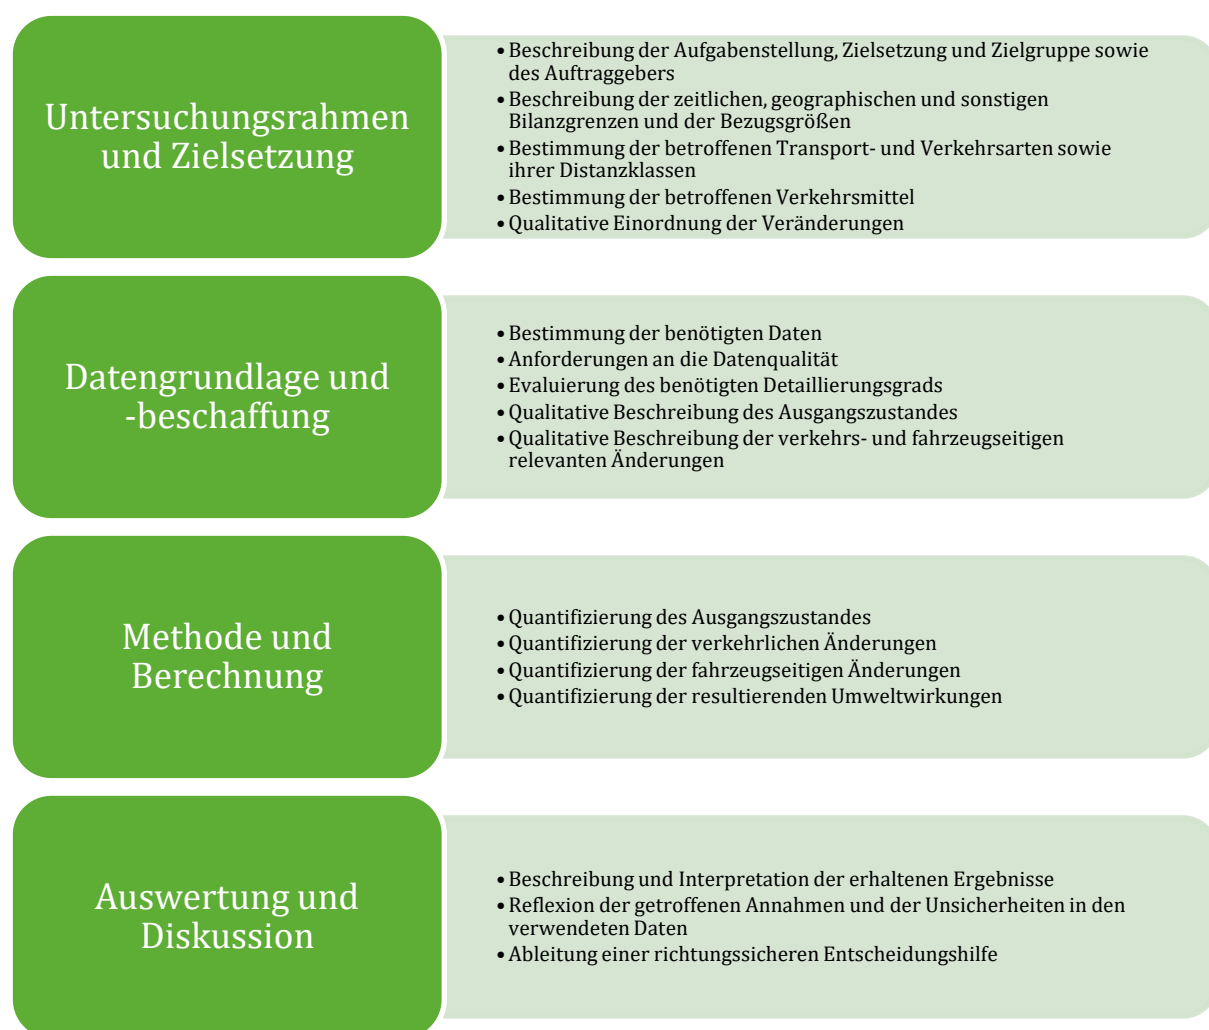 Untersuchungsrahmen
und Zielsetzung
• Beschreibung der Aufgabenstellung, Zielsetzung und Zielgruppe sowie
des Auftraggebers
• Beschreibung der zeitlichen, geographischen und sonstigen
Bilanzgrenzen und der Bezugsgrößen
• Bestimmung der betroffenen Transport- und Verkehrsarten sowie
ihrer Distanzklassen
• Bestimmung der betroffenen Verkehrsmittel
• Qualitative Einordnung der Veränderungen
Datengrundlage und
-beschaffung
• Bestimmung der benötigten Daten
• Anforderungen an die Datenqualität
• Evaluierung des benötigten Detaillierungsgrads
• Qualitative Beschreibung des Ausgangszustandes
• Qualitative Beschreibung der verkehrs- und fahrzeugseitigen
relevanten Änderungen
Methode und
Berechnung
• Quantifizierung des Ausgangszustandes
• Quantifizierung der verkehrlichen Änderungen
• Quantifizierung der fahrzeugseitigen Änderungen
• Quantifizierung der resultierenden Umweltwirkungen
Auswertung und
Diskussion
• Beschreibung und Interpretation der erhaltenen Ergebnisse
• Reflexion der getroffenen Annahmen und der Unsicherheiten in den
verwendeten Daten
• Ableitung einer richtungssicheren Entscheidungshilfe